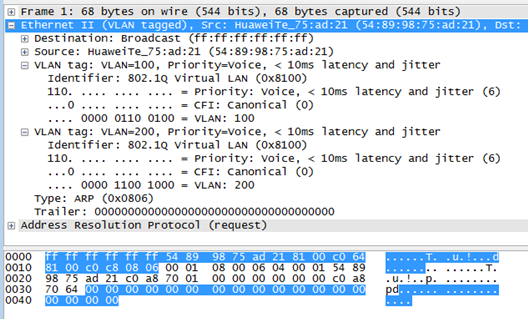 Frame 1: 68 bytes on wire (544 bits), 68 bytes captured (544 bits)
Ethernet II (VLAN tagged), Src: HuaweiTe_75:ad:21 (54:89:98:75:ad:21), Dst:
Destination: Broadcast (ff:ff:ff:ff:ff:ff)
Source: HuaweiTe_75:ad:21 (54:89:98:75:ad:21)
VLAN tag: VLAN=100, Priority=Voice, < 10ms latency and jitter
Identifier: 802.1Q Virtual LAN (0x8100)
110. .... .... .... = Priority: Voice, < 10ms latency and jitter (6)
...0 .... .... .... = CFI: Canonical (0)
.... 0000 0110 0100 = VLAN: 100
VLAN tag: VLAN=200, Priority=Voice, < 10ms latency and jitter
Identifier: 802.1Q Virtual LAN (0x8100)
110. .... .... .... = Priority: Voice, < 10ms latency and jitter (6)
...0 .... .... .... = CFI: Canonical (0)
.... 0000 1100 1000 = VLAN: 200
Type: ARP (0x0806)
Trailer: 000000000000000000000000000000000000
Address Resolution Protocol (request)
0000 ff ff ff ff ff ff 54 89 98 75 ad 21 81 00 c0 64 ......T. .u.!...d
0010 81 00 c0 c8 08 06 00 01 08 00 06 04 00 01 54 89 ........ ......T.
0020 98 75 ad 21 c0 a8 70 01 00 00 00 00 00 00 c0 a8 .u.!..p. ........
0030 70 64 00 00 00 00 00 00 00 00 00 00 00 00 00 00 pd...... ........
0040 00 00 00 00 ....